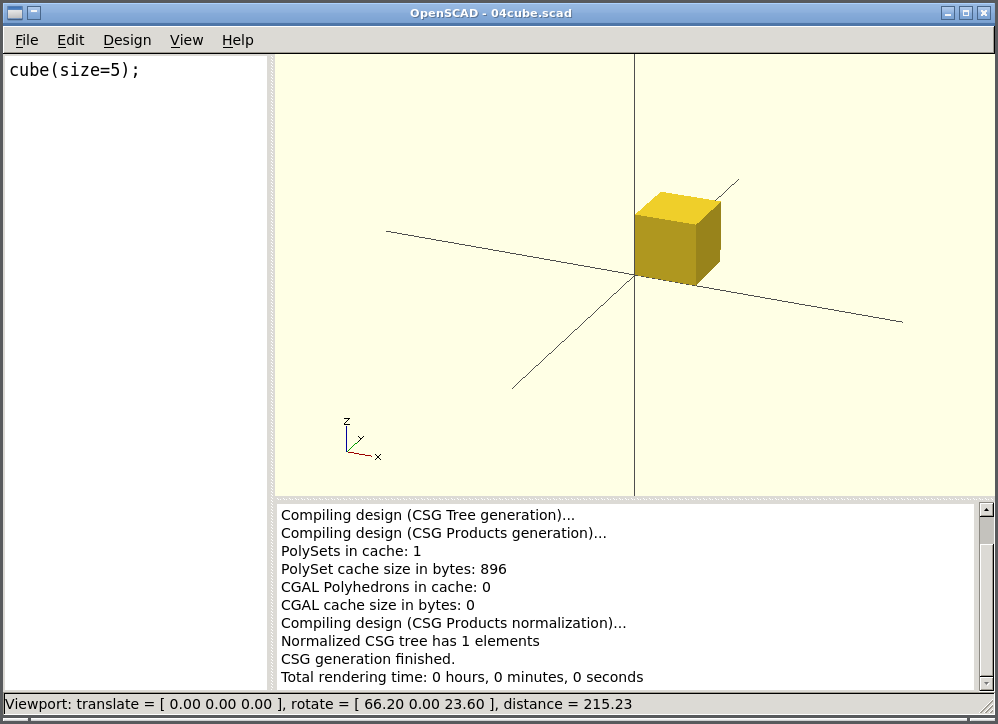 OpenSCAD - 04cube.scad
File Edit Design View Help
cube(size=5);
Z
Y
X
Compiling design (CSG Tree generation)...
Compiling design (CSG Products generation)...
PolySets in cache: 1
PolySet cache size in bytes: 896
CGAL Polyhedrons in cache: 0
CGAL cache size in bytes: 0
Compiling design (CSG Products normalization)...
Normalized CSG tree has 1 elements
CSG generation finished.
Total rendering time: 0 hours, 0 minutes, 0 seconds
Viewport: translate = [ 0.00 0.00 0.00 ], rotate = [ 66.20 0.00 23.60 ], distance = 215.23